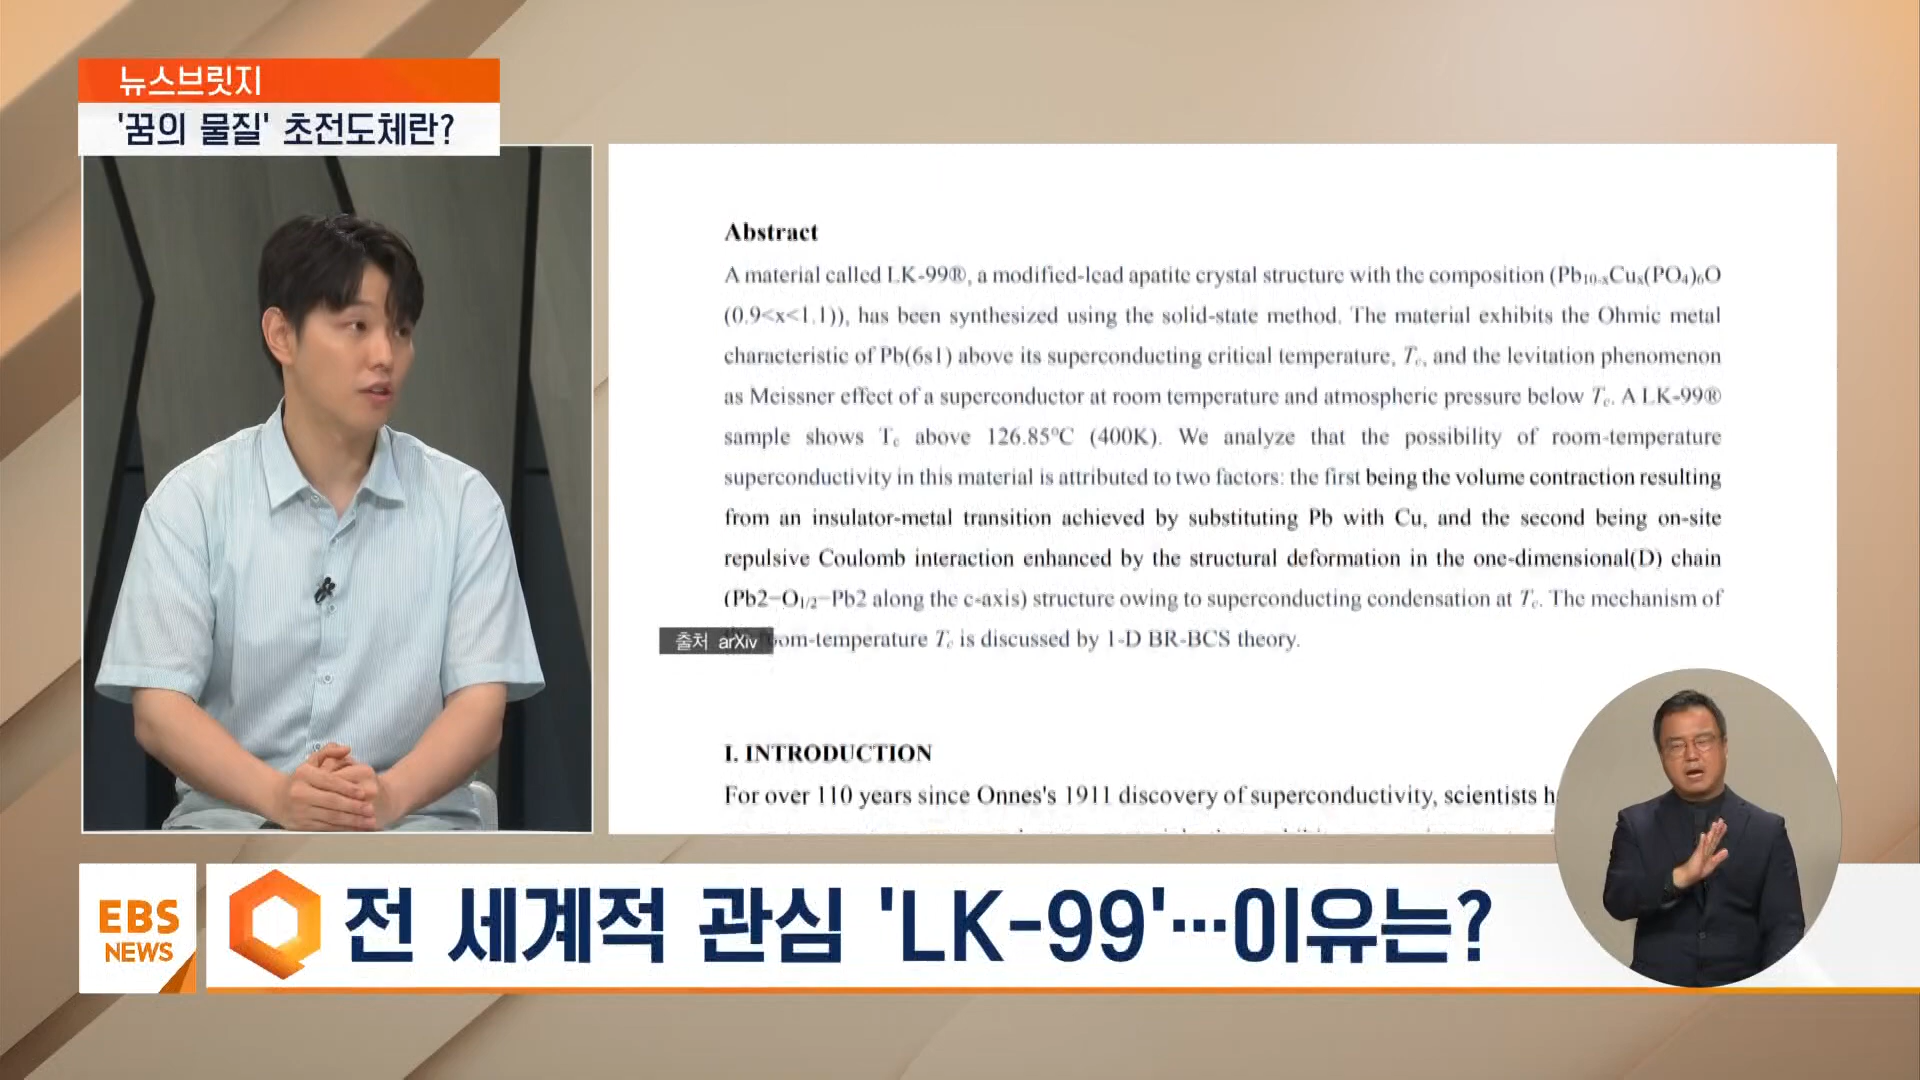 뉴스브릿지
'꿈의 물질' 초전도체란?
Abstract
A material called LK-99®, a modified-lead apatite crystal structure with the composition (Pb₁₀₋ₓCuₓ(PO₄)₆O
(0.9<x<1.1)), has been synthesized using the solid-state method. The material exhibits the Ohmic metal
characteristic of Pb(6s1) above its superconducting critical temperature, Tc, and the levitation phenomenon
as Meissner effect of a superconductor at room temperature and atmospheric pressure below Tc. A LK-99®
sample shows Tc above 126.85°C (400K). We analyze that the possibility of room-temperature
superconductivity in this material is attributed to two factors: the first being the volume contraction resulting
from an insulator-metal transition achieved by substituting Pb with Cu, and the second being on-site
repulsive Coulomb interaction enhanced by the structural deformation in the one-dimensional(D) chain
(Pb2−O₁/₂−Pb2 along the c-axis) structure owing to superconducting condensation at Tc. The mechanism of
room-temperature Tc is discussed by 1-D BR-BCS theory.
출처 arXiv
I. INTRODUCTION
For over 110 years since Onnes's 1911 discovery of superconductivity, scientists
EBS
NEWS
전 세계적 관심 'LK-99'…이유는?